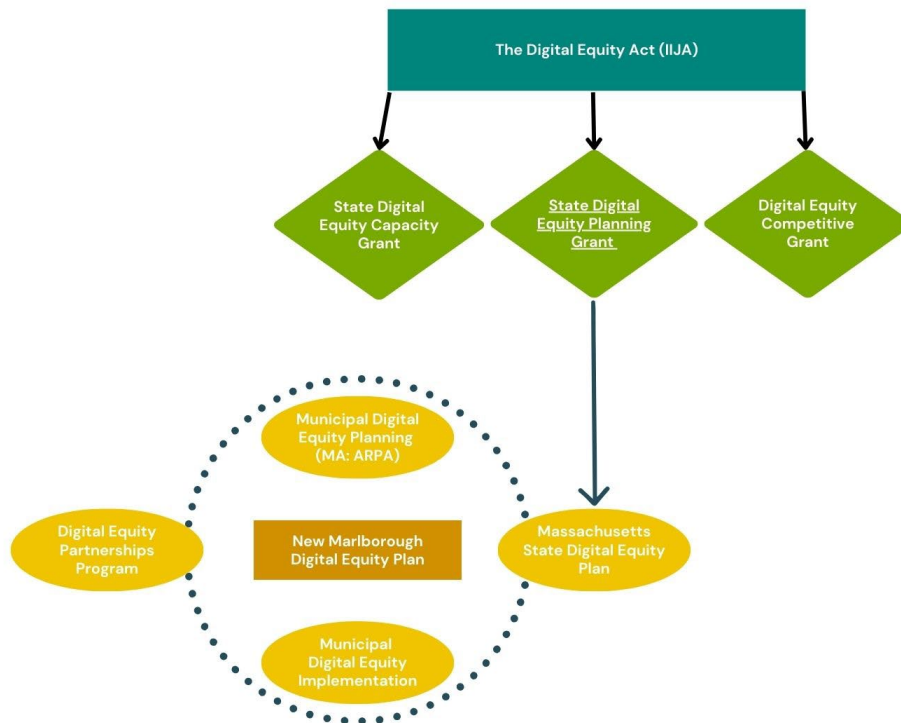 The Digital Equity Act (IIJA)
State Digital
Equity Capacity
Grant
State Digital
Equity Planning
Grant
Digital Equity
Competitive
Grant
Municipal Digital
Equity Planning
(MA: ARPA)
Digital Equity
Partnerships
Program
New Marlborough
Digital Equity Plan
Massachusetts
State Digital Equity
Plan
Municipal
Digital Equity
Implementation